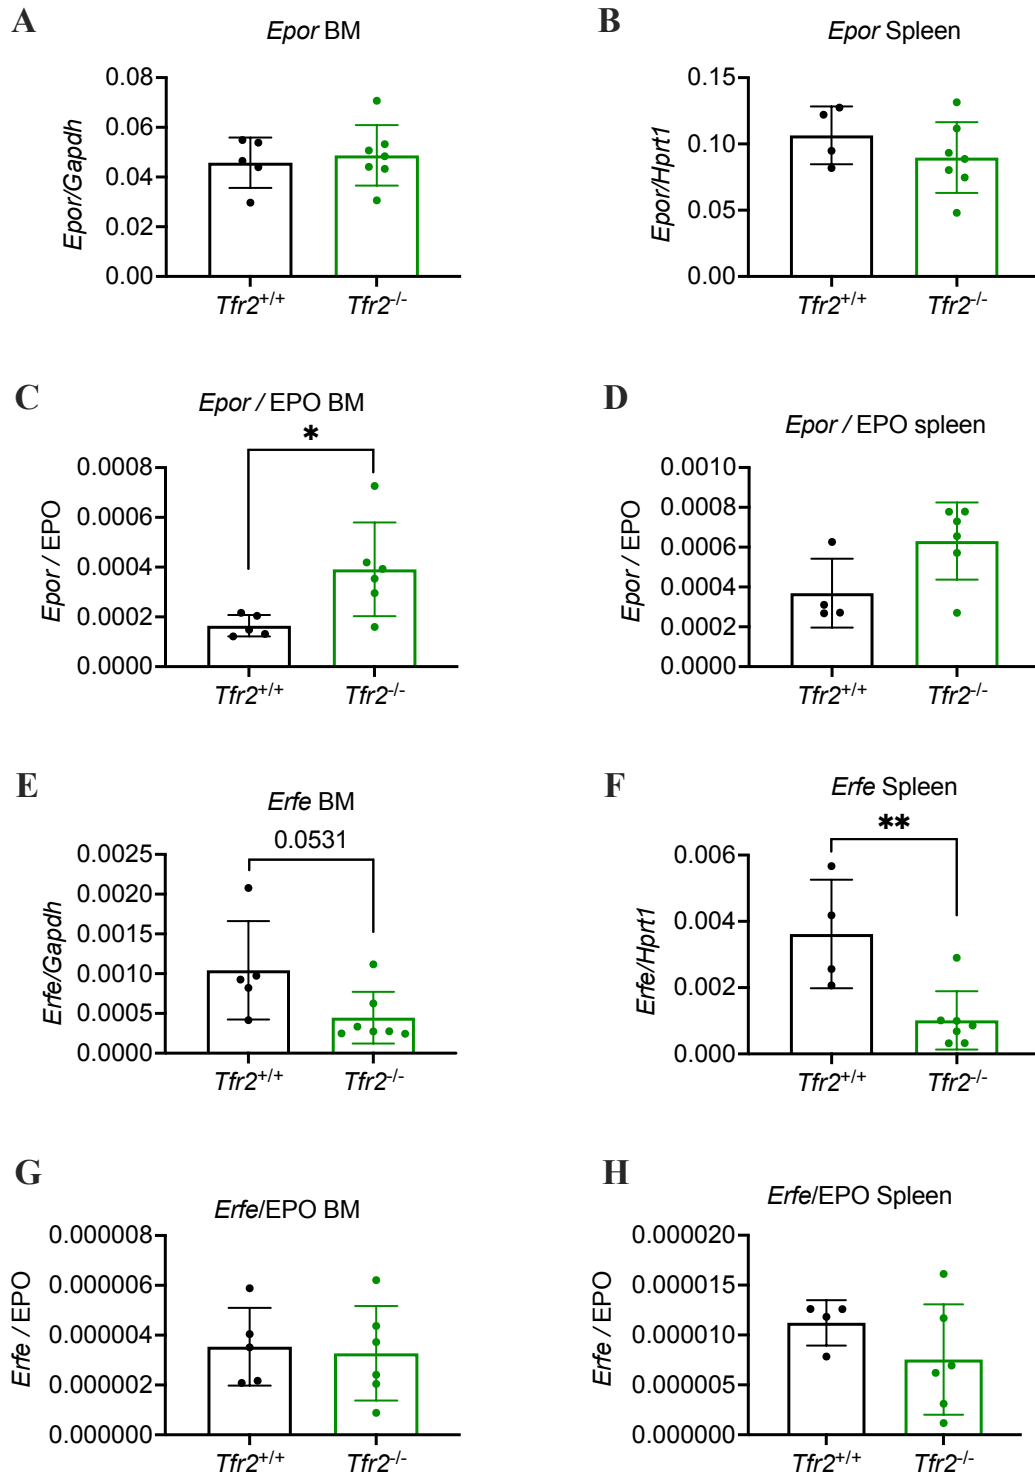 A
Epor BM
Epor/Gapdh
0.08
0.06
0.04
0.02
0.00
Tfr2+/+
Tfr2-/-
B
Epor Spleen
Epor/Hprt1
0.15
0.10
0.05
0.00
Tfr2+/+
Tfr2-/-
C
Epor / EPO BM
*
Epor / EPO
0.0008
0.0006
0.0004
0.0002
0.0000
Tfr2+/+
Tfr2-/-
D
Epor / EPO spleen
Epor / EPO
0.0010
0.0008
0.0006
0.0004
0.0002
0.0000
Tfr2+/+
Tfr2-/-
E
Erfe BM
0.0531
Erfe/Gapdh
0.0025
0.0020
0.0015
0.0010
0.0005
0.0000
Tfr2+/+
Tfr2-/-
F
Erfe Spleen
**
Erfe/Hprt1
0.006
0.004
0.002
0.000
Tfr2+/+
Tfr2-/-
G
Erfe/EPO BM
Erfe / EPO
0.000008
0.000006
0.000004
0.000002
0.000000
Tfr2+/+
Tfr2-/-
H
Erfe/EPO Spleen
Erfe / EPO
0.000020
0.000015
0.000010
0.000005
0.000000
Tfr2+/+
Tfr2-/-